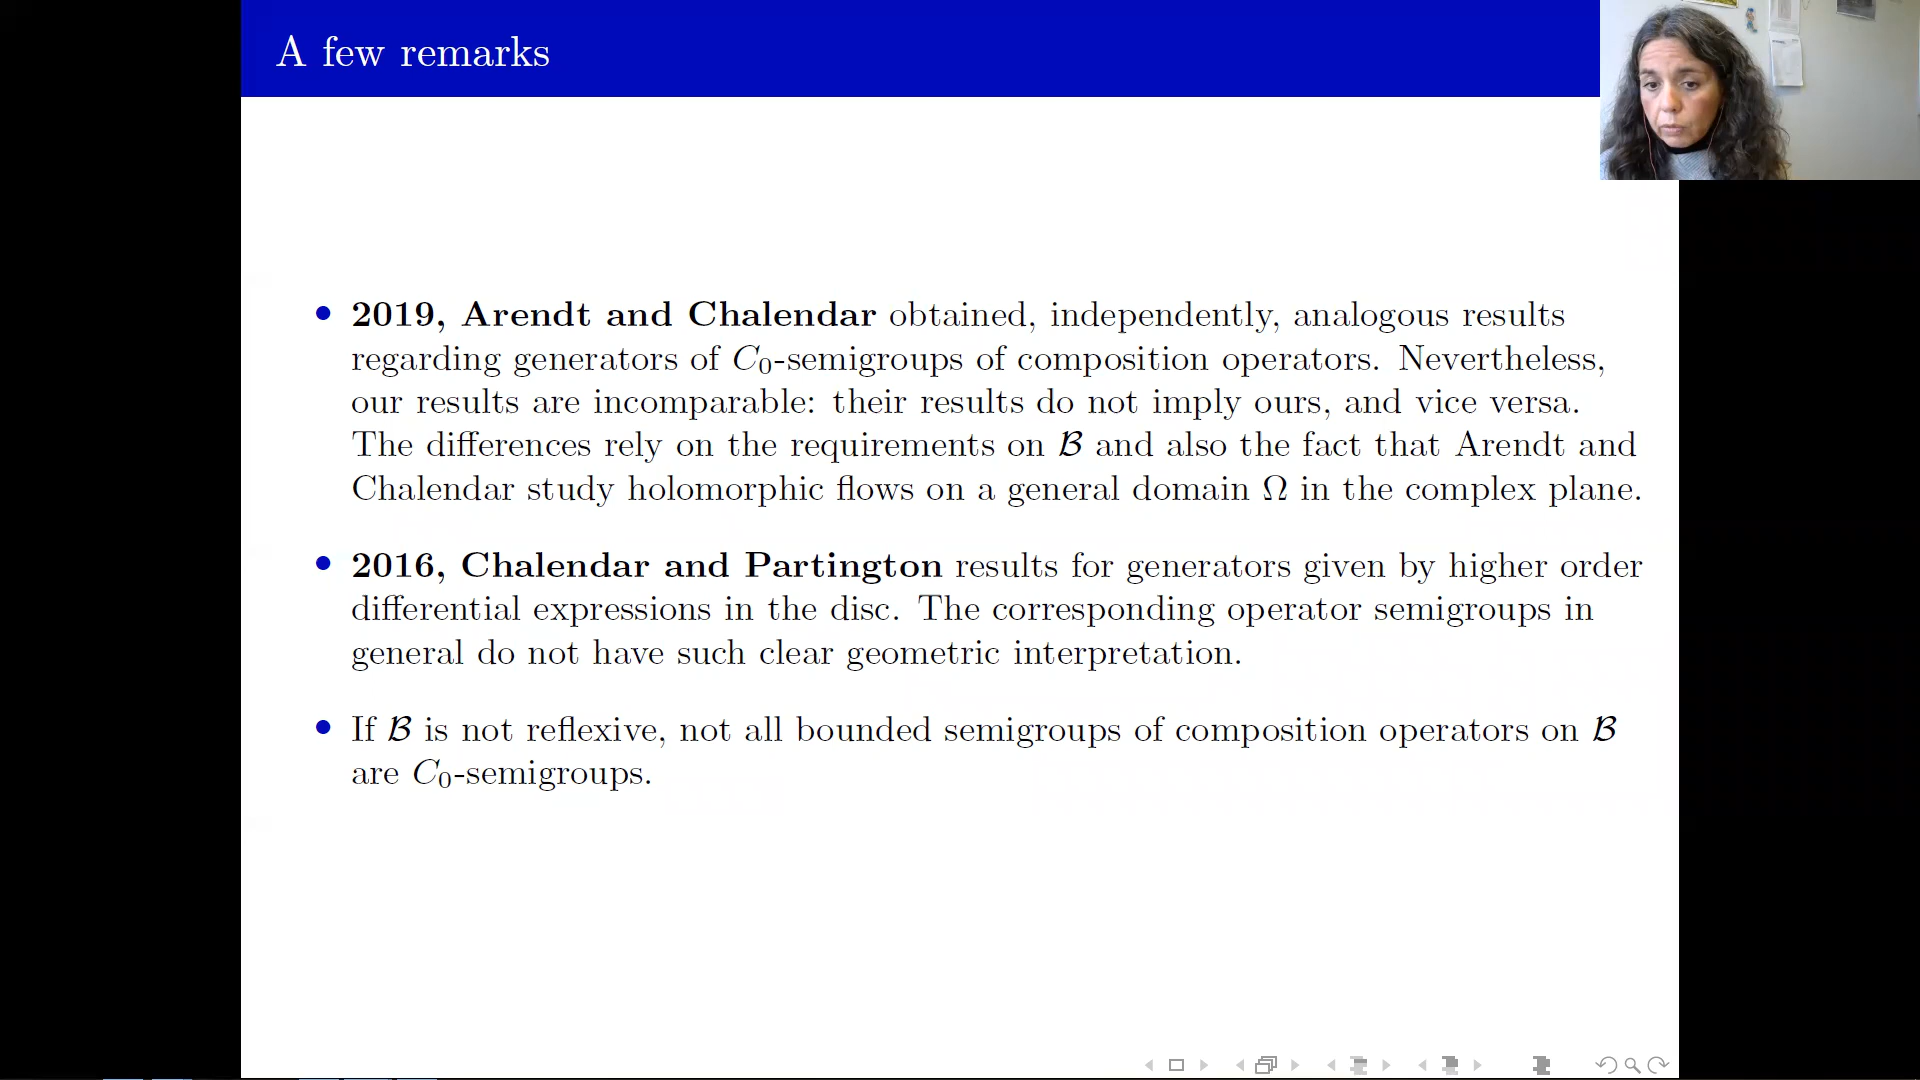 A few remarks
• 2019, Arendt and Chalendar obtained, independently, analogous results
regarding generators of C₀-semigroups of composition operators. Nevertheless,
our results are incomparable: their results do not imply ours, and vice versa.
The differences rely on the requirements on ℬ and also the fact that Arendt and
Chalendar study holomorphic flows on a general domain Ω in the complex plane.
• 2016, Chalendar and Partington results for generators given by higher order
differential expressions in the disc. The corresponding operator semigroups in
general do not have such clear geometric interpretation.
• If ℬ is not reflexive, not all bounded semigroups of composition operators on ℬ
are C₀-semigroups.